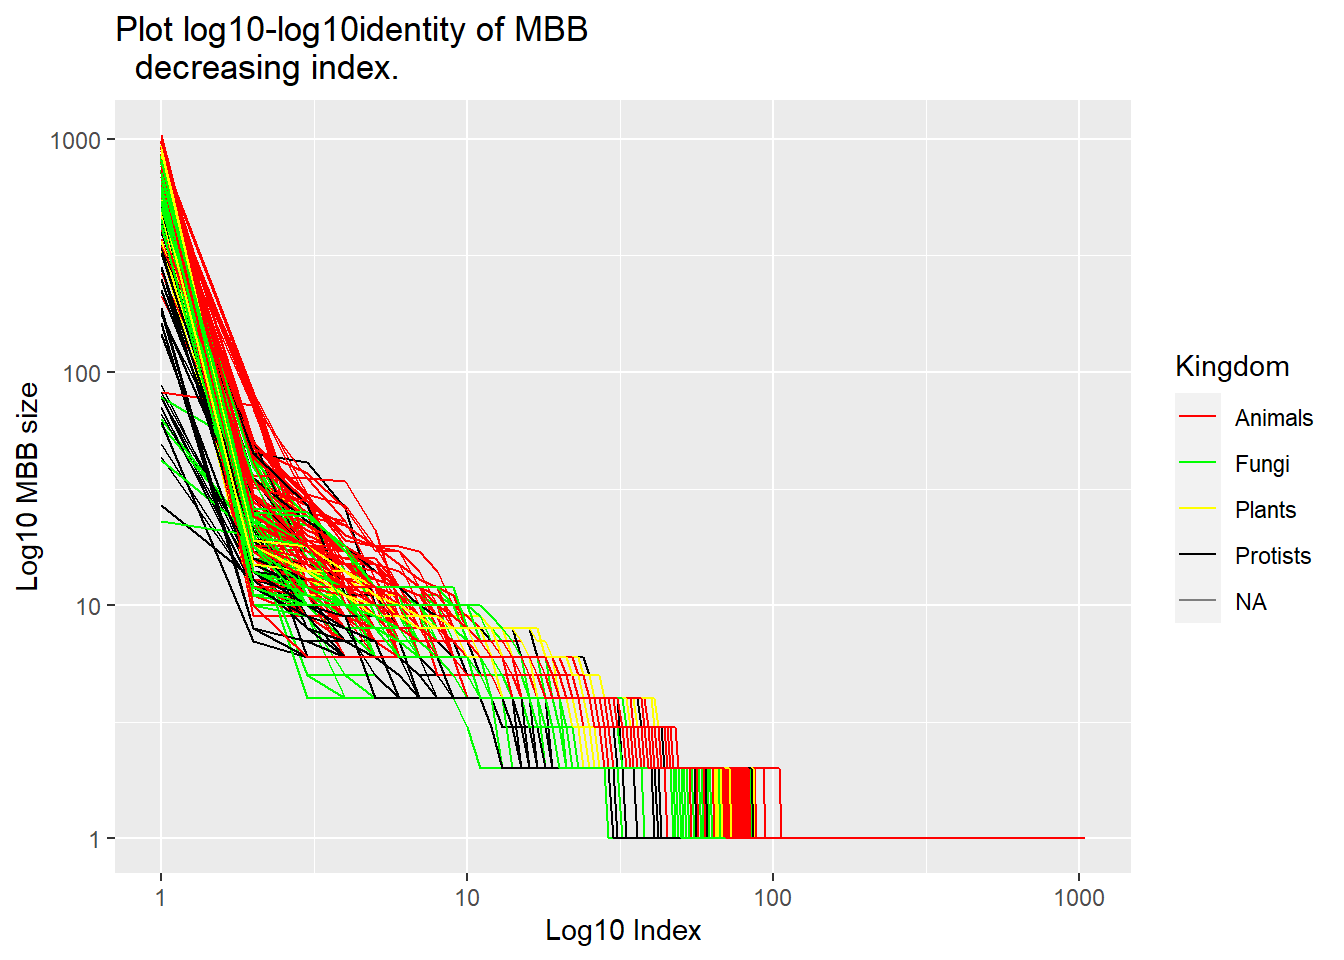 Plot log10-log10identity of MBB
decreasing index.
Log10 MBB size
1000
100
10
1
1
10
100
1000
Log10 Index
Kingdom
Animals
Fungi
Plants
Protists
NA